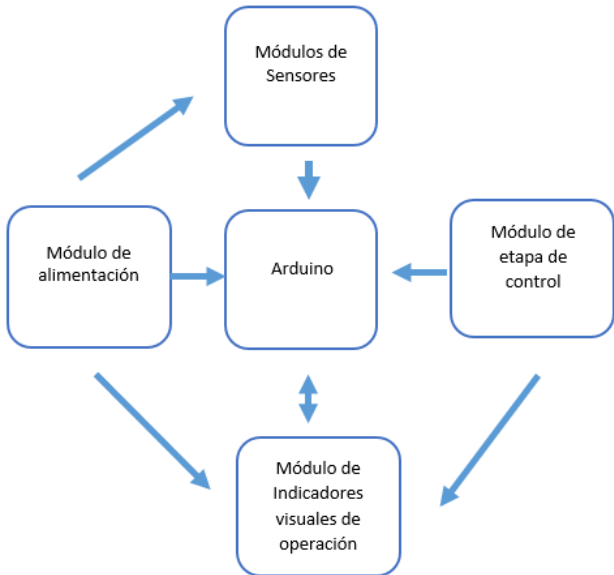 Módulos de
Sensores
Módulo de
alimentación
Arduino
Módulo de
etapa de
control
Módulo de
Indicadores
visuales de
operación